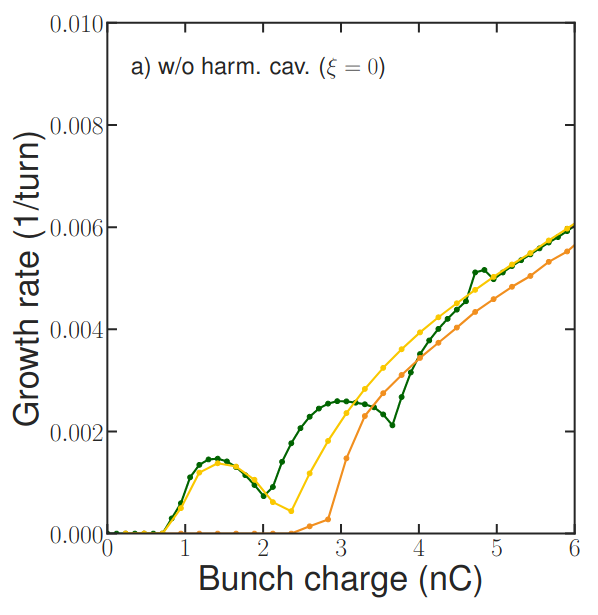 0.010
a) w/o harm. cav. (ξ = 0)
0.008
0.006
0.004
0.002
0.000
Growth rate (1/turn)
0 1 2 3 4 5 6
Bunch charge (nC)